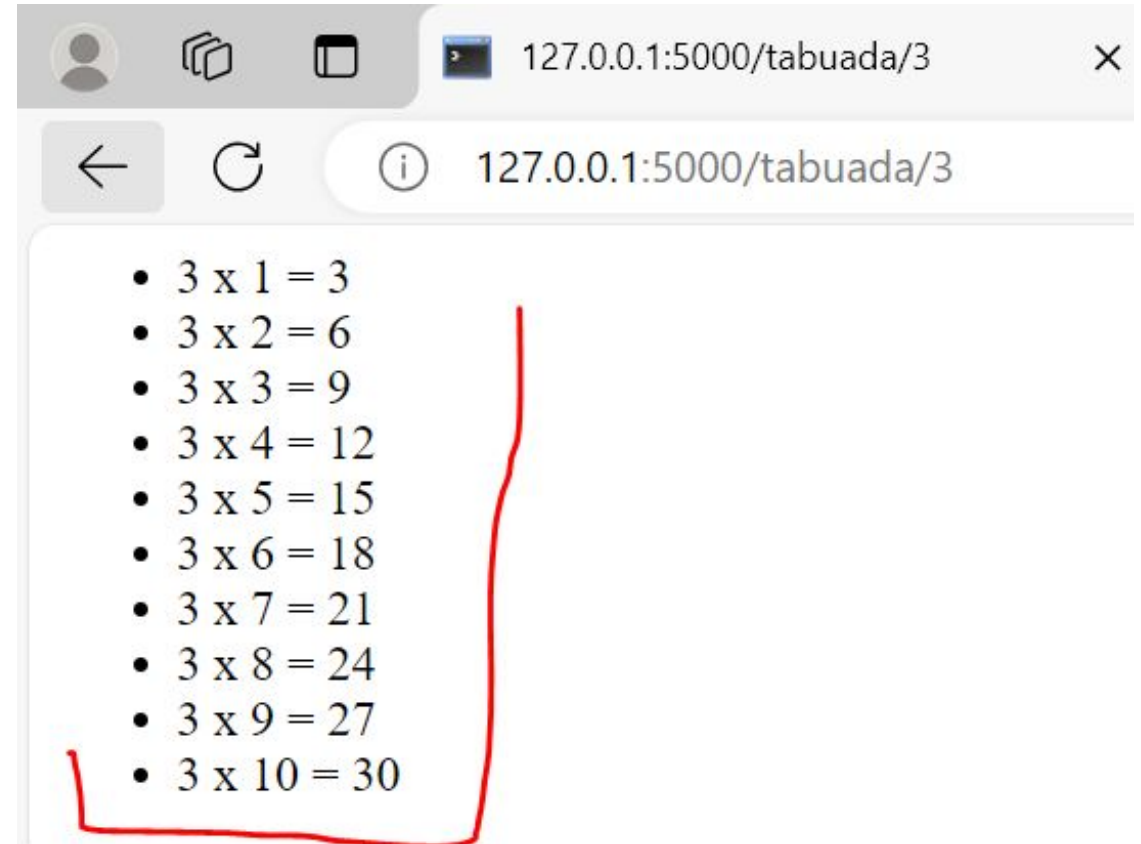 127.0.0.1:5000/tabuada/3
127.0.0.1:5000/tabuada/3
3 x 1 = 3
3 x 2 = 6
3 x 3 = 9
3 x 4 = 12
3 x 5 = 15
3 x 6 = 18
3 x 7 = 21
3 x 8 = 24
3 x 9 = 27
3 x 10 = 30